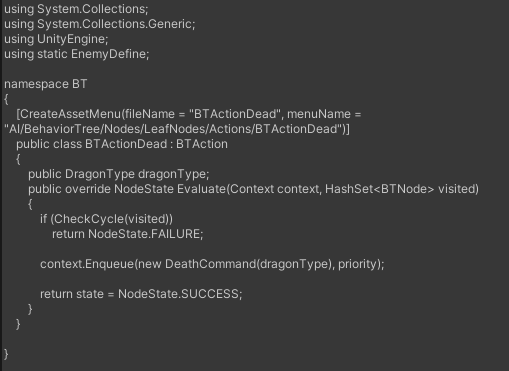 using System.Collections;
using System.Collections.Generic;
using UnityEngine;
using static EnemyDefine;

namespace BT
{
    [CreateAssetMenu(fileName = "BTActionDead", menuName =
"AI/BehaviorTree/Nodes/LeafNodes/Actions/BTActionDead")]
    public class BTActionDead : BTAction
    {
        public DragonType dragonType;
        public override NodeState Evaluate(Context context, HashSet<BTNode> visited)
        {
            if (CheckCycle(visited))
                return NodeState.FAILURE;

            context.Enqueue(new DeathCommand(dragonType), priority);

            return state = NodeState.SUCCESS;
        }
    }

}